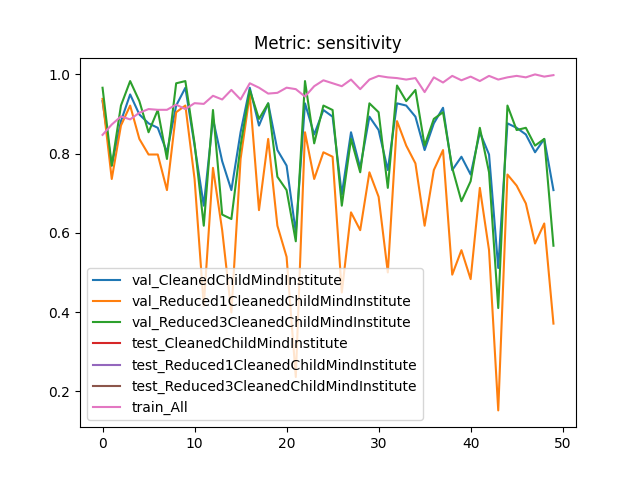 Metric: sensitivity
1.0
0.8
0.6
0.4
0.2
val_CleanedChildMindInstitute
val_Reduced1CleanedChildMindInstitute
val_Reduced3CleanedChildMindInstitute
test_CleanedChildMindInstitute
test_Reduced1CleanedChildMindInstitute
test_Reduced3CleanedChildMindInstitute
train_All
0 10 20 30 40 50